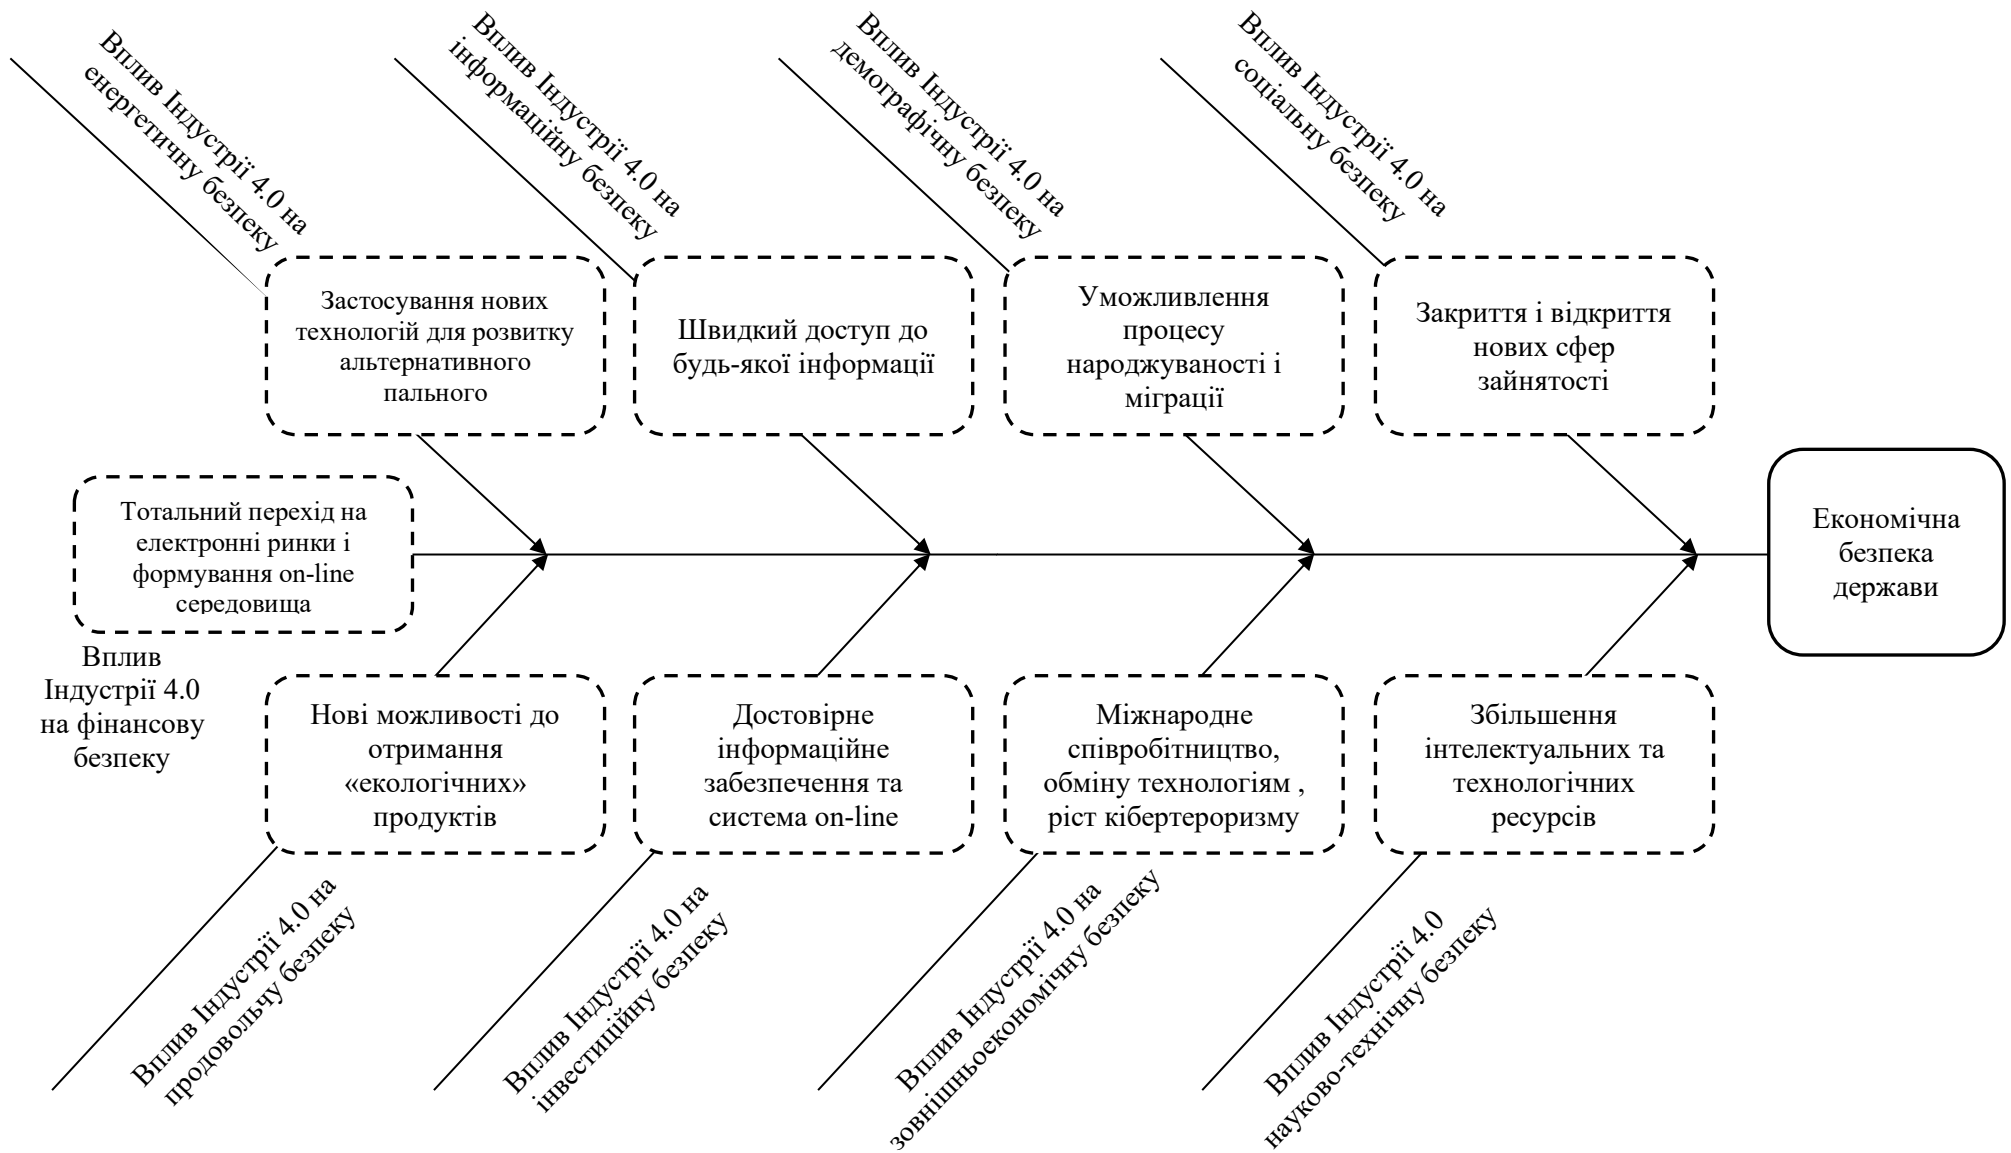 Вплив Індустрії 4.0 на
енергетичну безпеку
Вплив Індустрії 4.0 на
інформаційну безпеку
Вплив Індустрії 4.0 на
демографічну безпеку
Вплив Індустрії 4.0 на
соціальну безпеку
Застосування нових
технологій для розвитку
альтернативного
пального
Швидкий доступ до
будь-якої інформації
Уможливлення
процесу
народжуваності і
міграції
Закриття і відкриття
нових сфер
зайнятості
Тотальний перехід на
електронні ринки і
формування on-line
середовища
Економічна
безпека
держави
Вплив
Індустрії 4.0
на фінансову
безпеку
Нові можливості до
отримання
«екологічних»
продуктів
Достовірне
інформаційне
забезпечення та
система on-line
Міжнародне
співробітництво,
обміну технологіям ,
ріст кібертероризму
Збільшення
інтелектуальних та
технологічних
ресурсів
Вплив Індустрії 4.0 на
продовольчу безпеку
Вплив Індустрії 4.0 на
інвестиційну безпеку
Вплив Індустрії 4.0 на
зовнішньоекономічну безпеку
Вплив Індустрії 4.0
науково-технічну безпеку